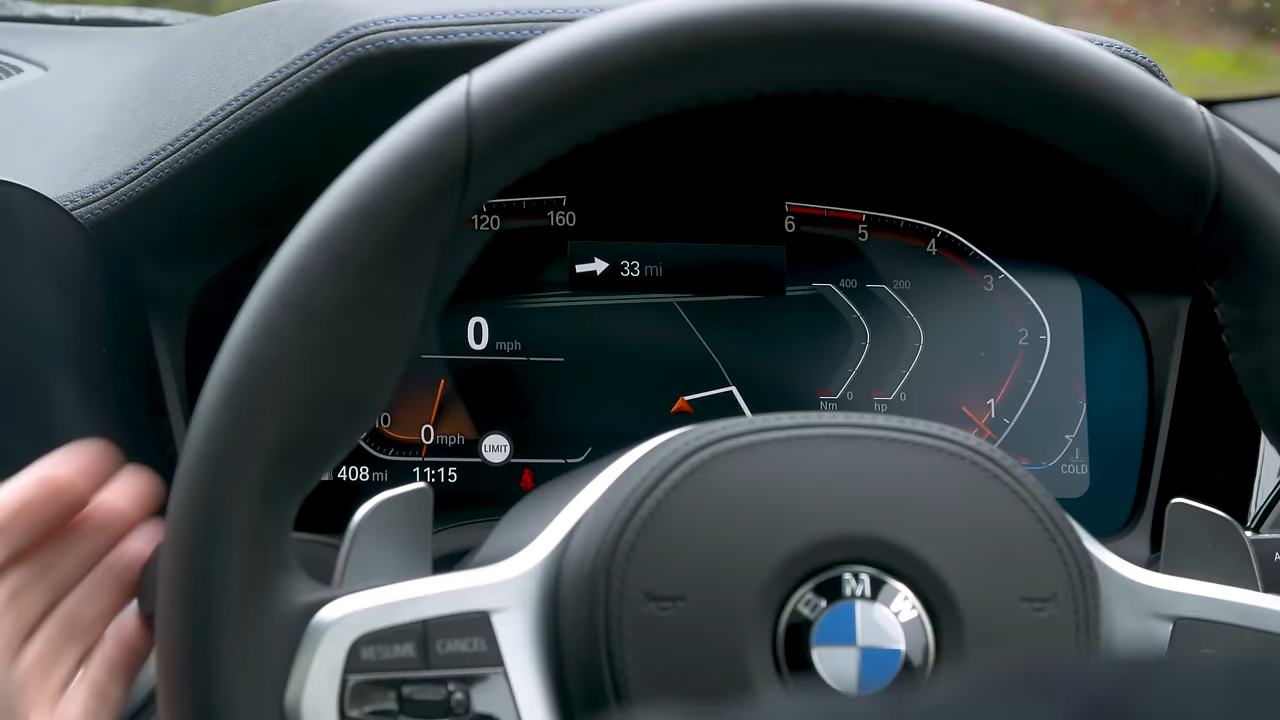 120 160
6 5 4 3 2 1
33 mi
400 200
0 mph
Nm 0 hp 0
0 mph
LIMIT
COLD
408 mi 11:15
RESUME CANCEL
BMW